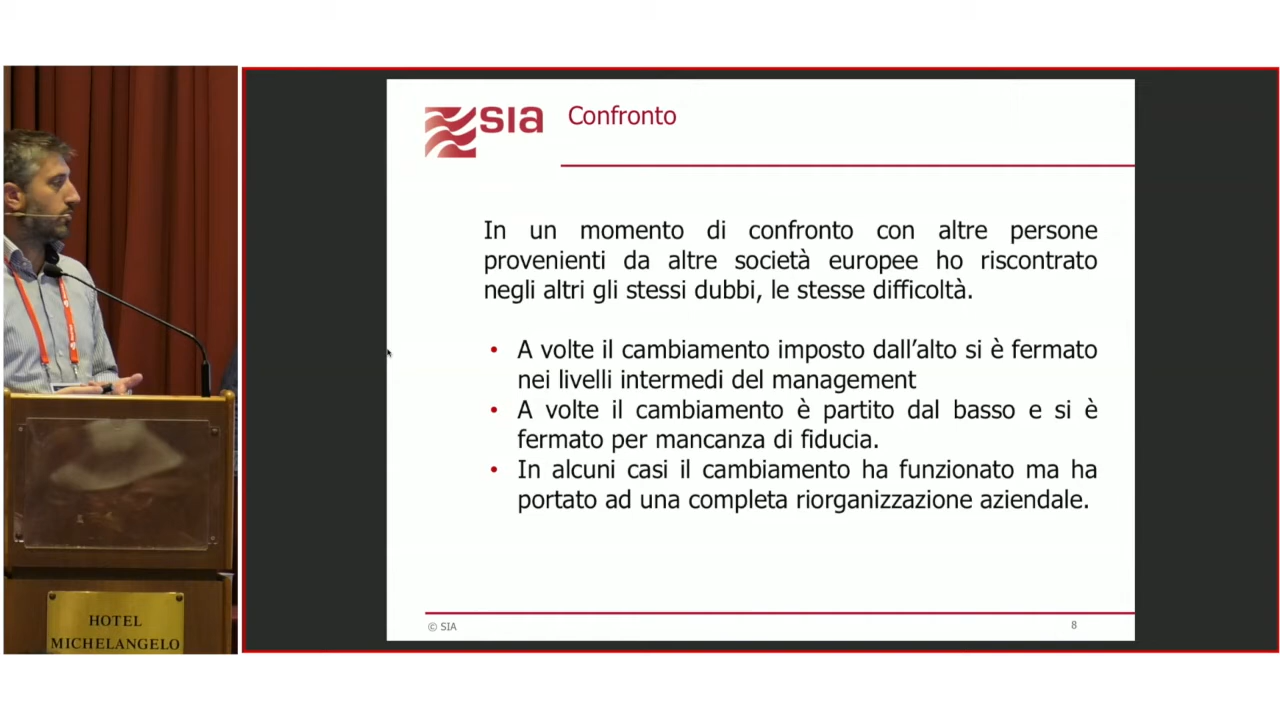 sia
Confronto
In un momento di confronto con altre persone
provenienti da altre società europee ho riscontrato
negli altri gli stessi dubbi, le stesse difficoltà.
• A volte il cambiamento imposto dall'alto si è fermato
nei livelli intermedi del management
• A volte il cambiamento è partito dal basso e si è
fermato per mancanza di fiducia.
• In alcuni casi il cambiamento ha funzionato ma ha
portato ad una completa riorganizzazione aziendale.
© SIA
8
HOTEL
MICHELANGELO